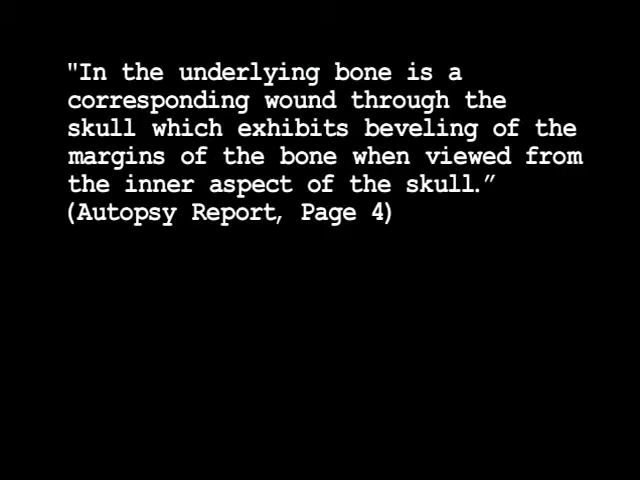 "In the underlying bone is a
corresponding wound through the
skull which exhibits beveling of the
margins of the bone when viewed from
the inner aspect of the skull.”
(Autopsy Report, Page 4)